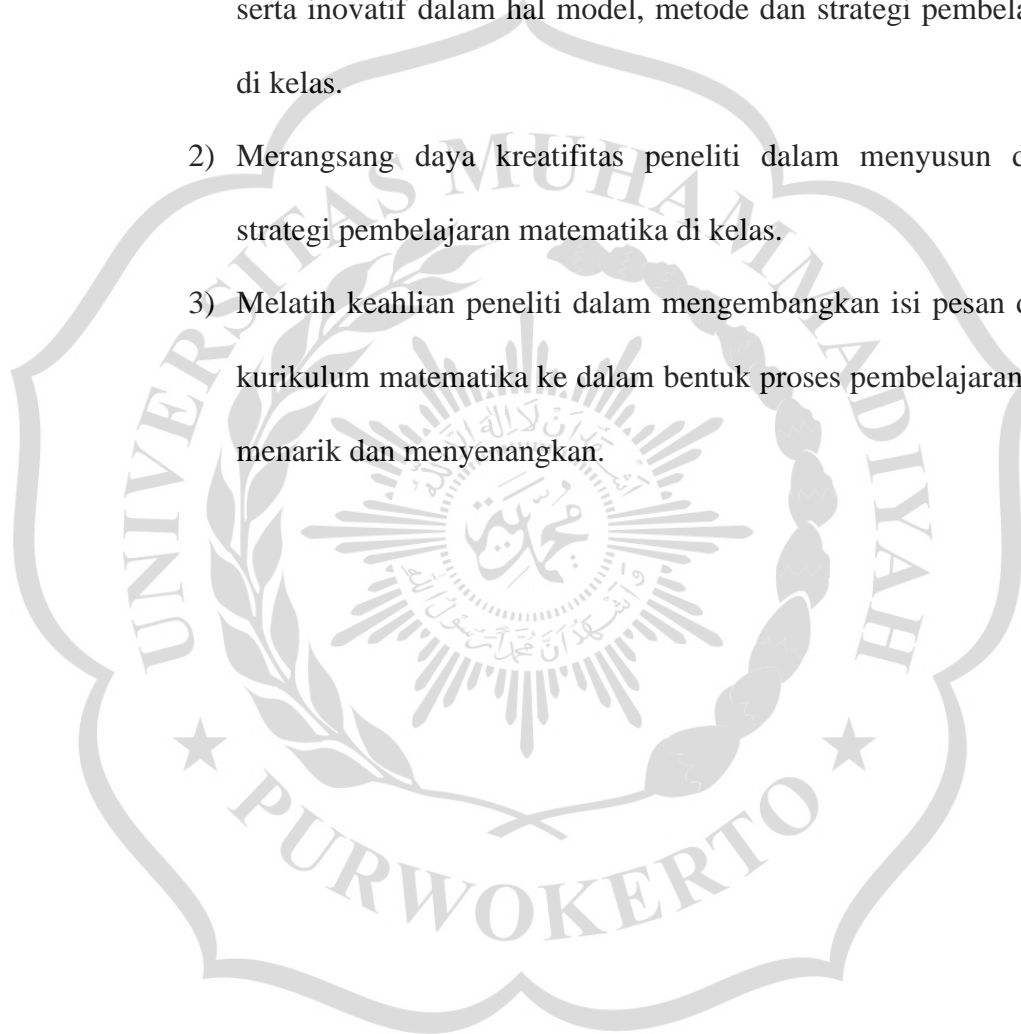 serta inovatif dalam hal model, metode dan strategi
di kelas.
2) Merangsang daya kreatifitas peneliti dalam menyusun
strategi pembelajaran matematika di kelas.
3) Melatih keahlian peneliti dalam mengembangkan isi pesan
kurikulum matematika ke dalam bentuk proses pembelajaran
menarik dan menyenangkan.
UNIVERSITAS MUHAMMADIYAH
PURWOKERTO